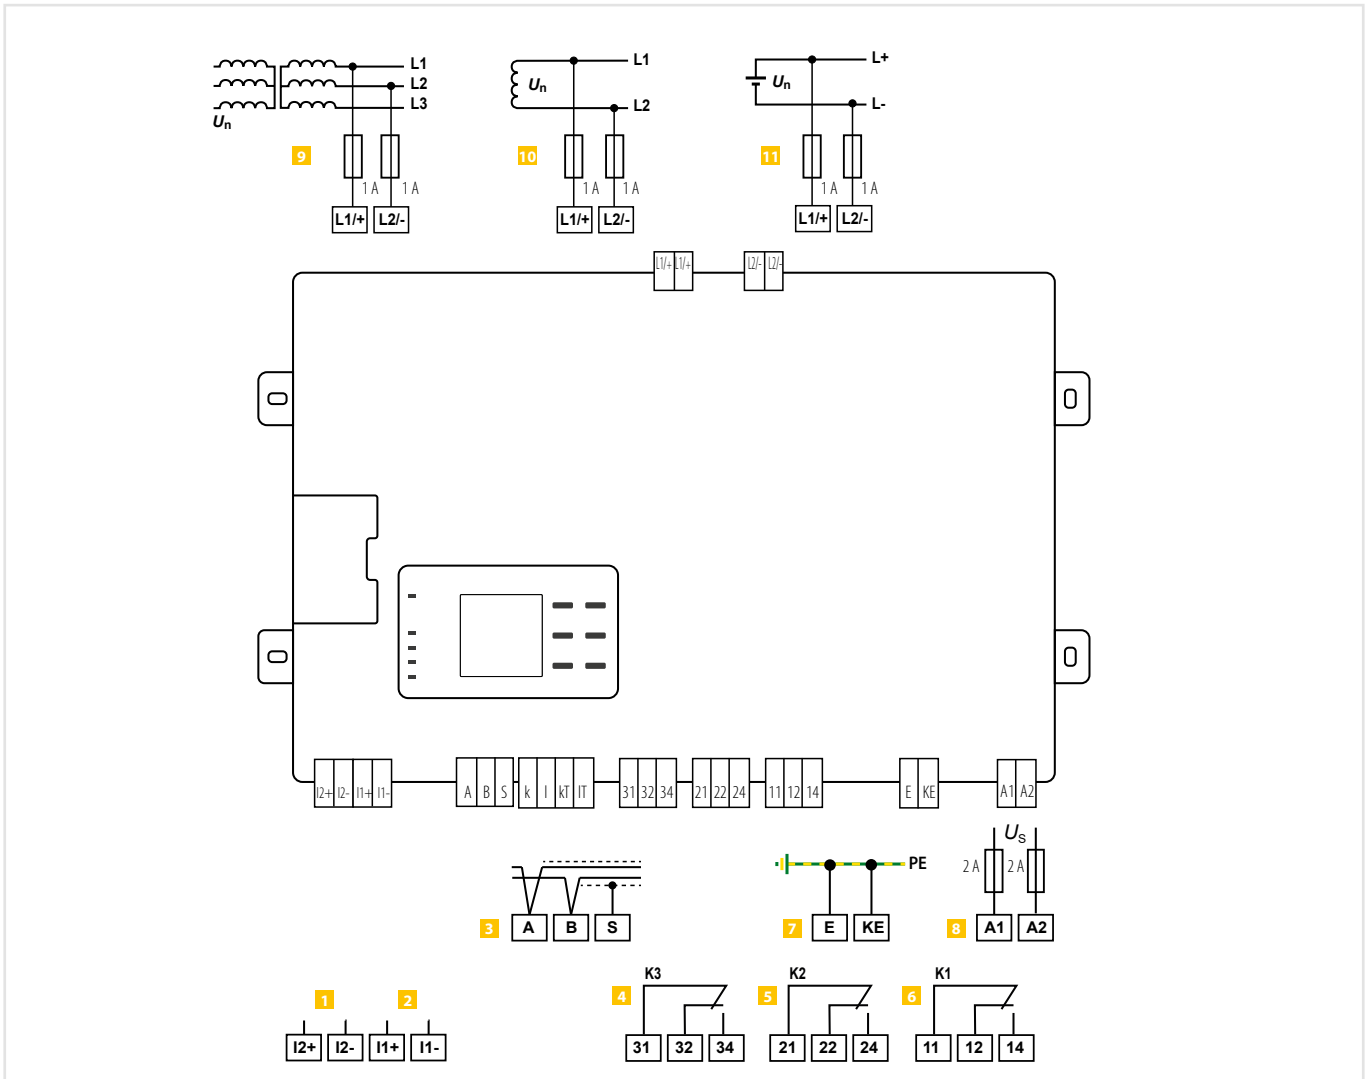 L1
L2
L3
Un
9
1 A
1 A
L1/+
L2/-
L1
Un
L2
10
1 A
1 A
L1/+
L2/-
L+
Un
L-
11
1 A
1 A
L1/+
L2/-
L1/+ L1/+
L2/- L2/-
I2+ I2- I1+ I1-
A B S
k l kT lT
31 32 34
21 22 24
11 12 14
E KE
A1 A2
3
A B S
PE
7
E KE
US
2 A
2 A
8
A1 A2
1
2
I2+ I2- I1+ I1-
K3
4
31 32 34
K2
5
21 22 24
K1
6
11 12 14